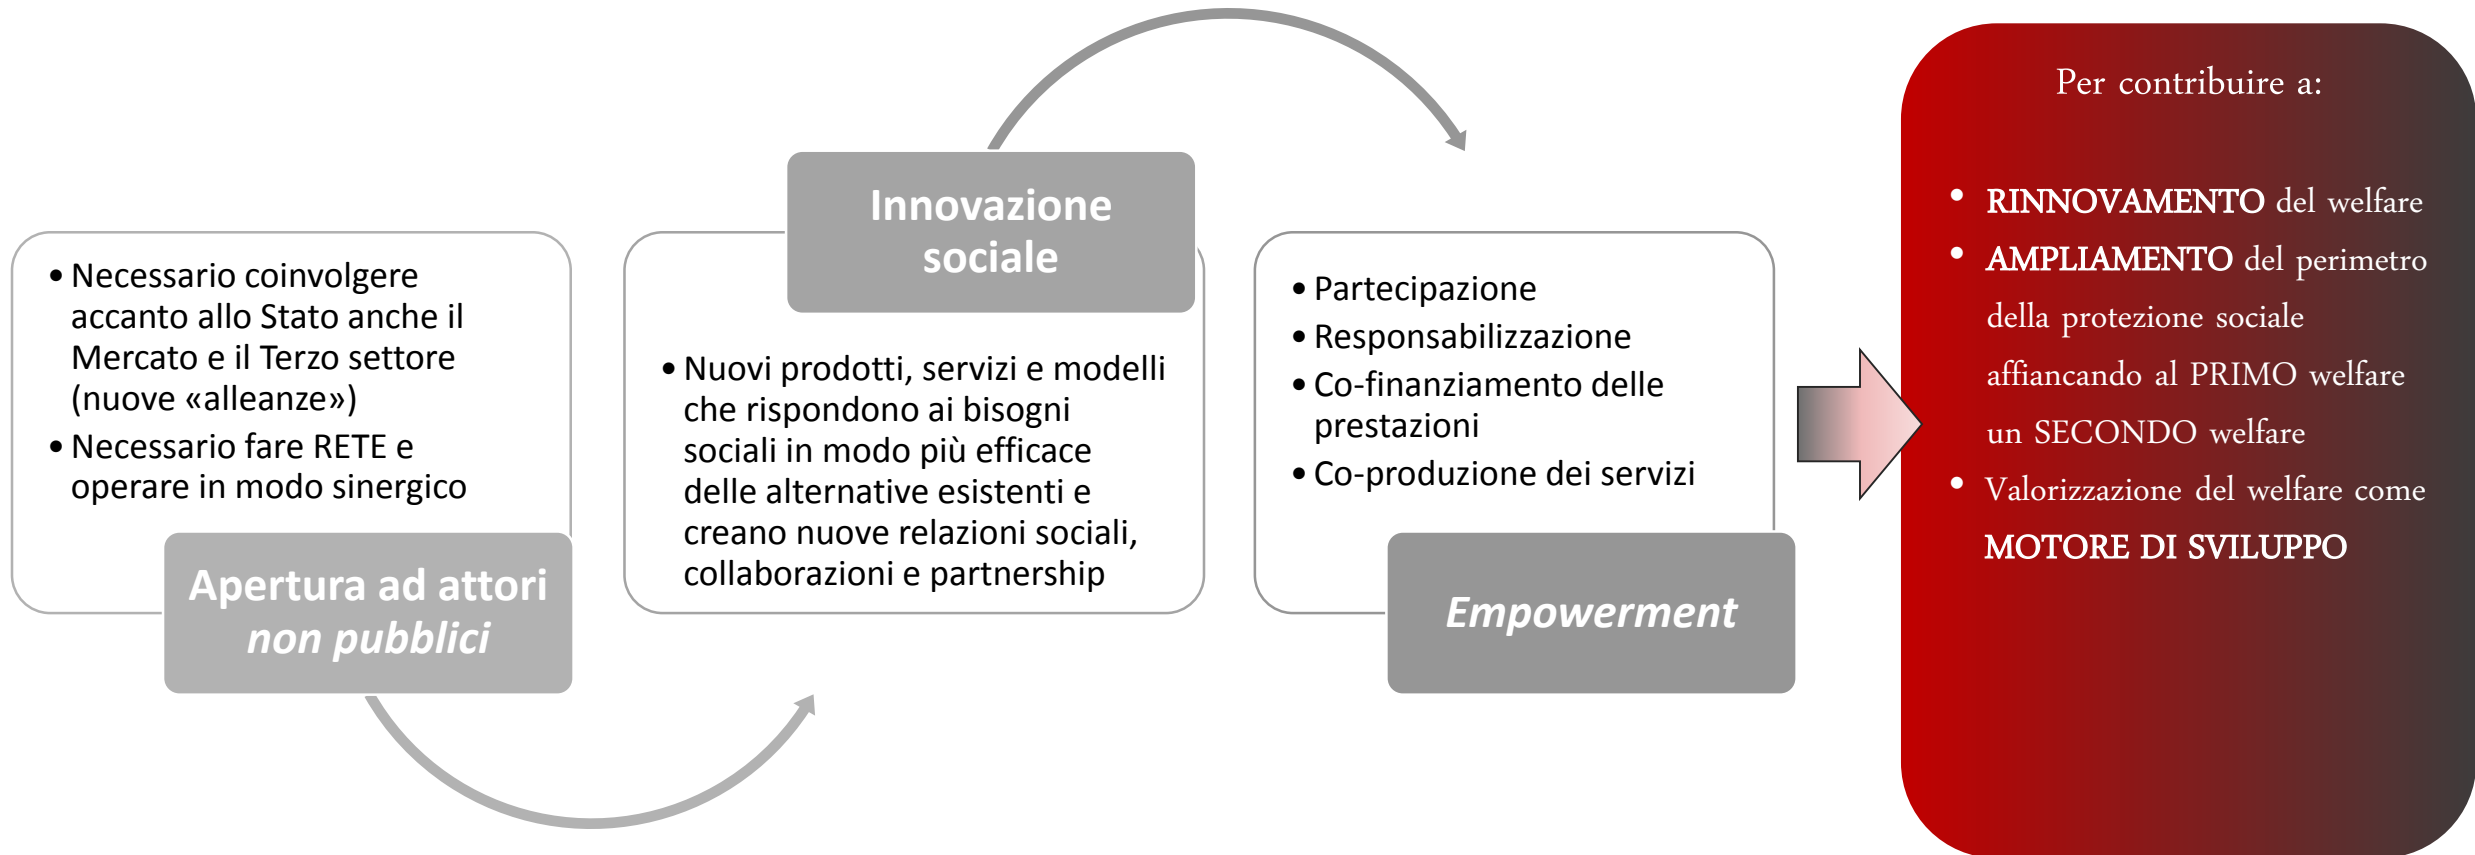 • Necessario coinvolgere
accanto allo Stato anche il
Mercato e il Terzo settore
(nuove «alleanze»)
• Necessario fare RETE e
operare in modo sinergico
Apertura ad attori
non pubblici
Innovazione
sociale
• Nuovi prodotti, servizi e modelli
che rispondono ai bisogni
sociali in modo più efficace
delle alternative esistenti e
creano nuove relazioni sociali,
collaborazioni e partnership
• Partecipazione
• Responsabilizzazione
• Co-finanziamento delle
prestazioni
• Co-produzione dei servizi
Empowerment
Per contribuire a:
• RINNOVAMENTO del welfare
• AMPLIAMENTO del perimetro
della protezione sociale
affiancando al PRIMO welfare
un SECONDO welfare
• Valorizzazione del welfare come
MOTORE DI SVILUPPO